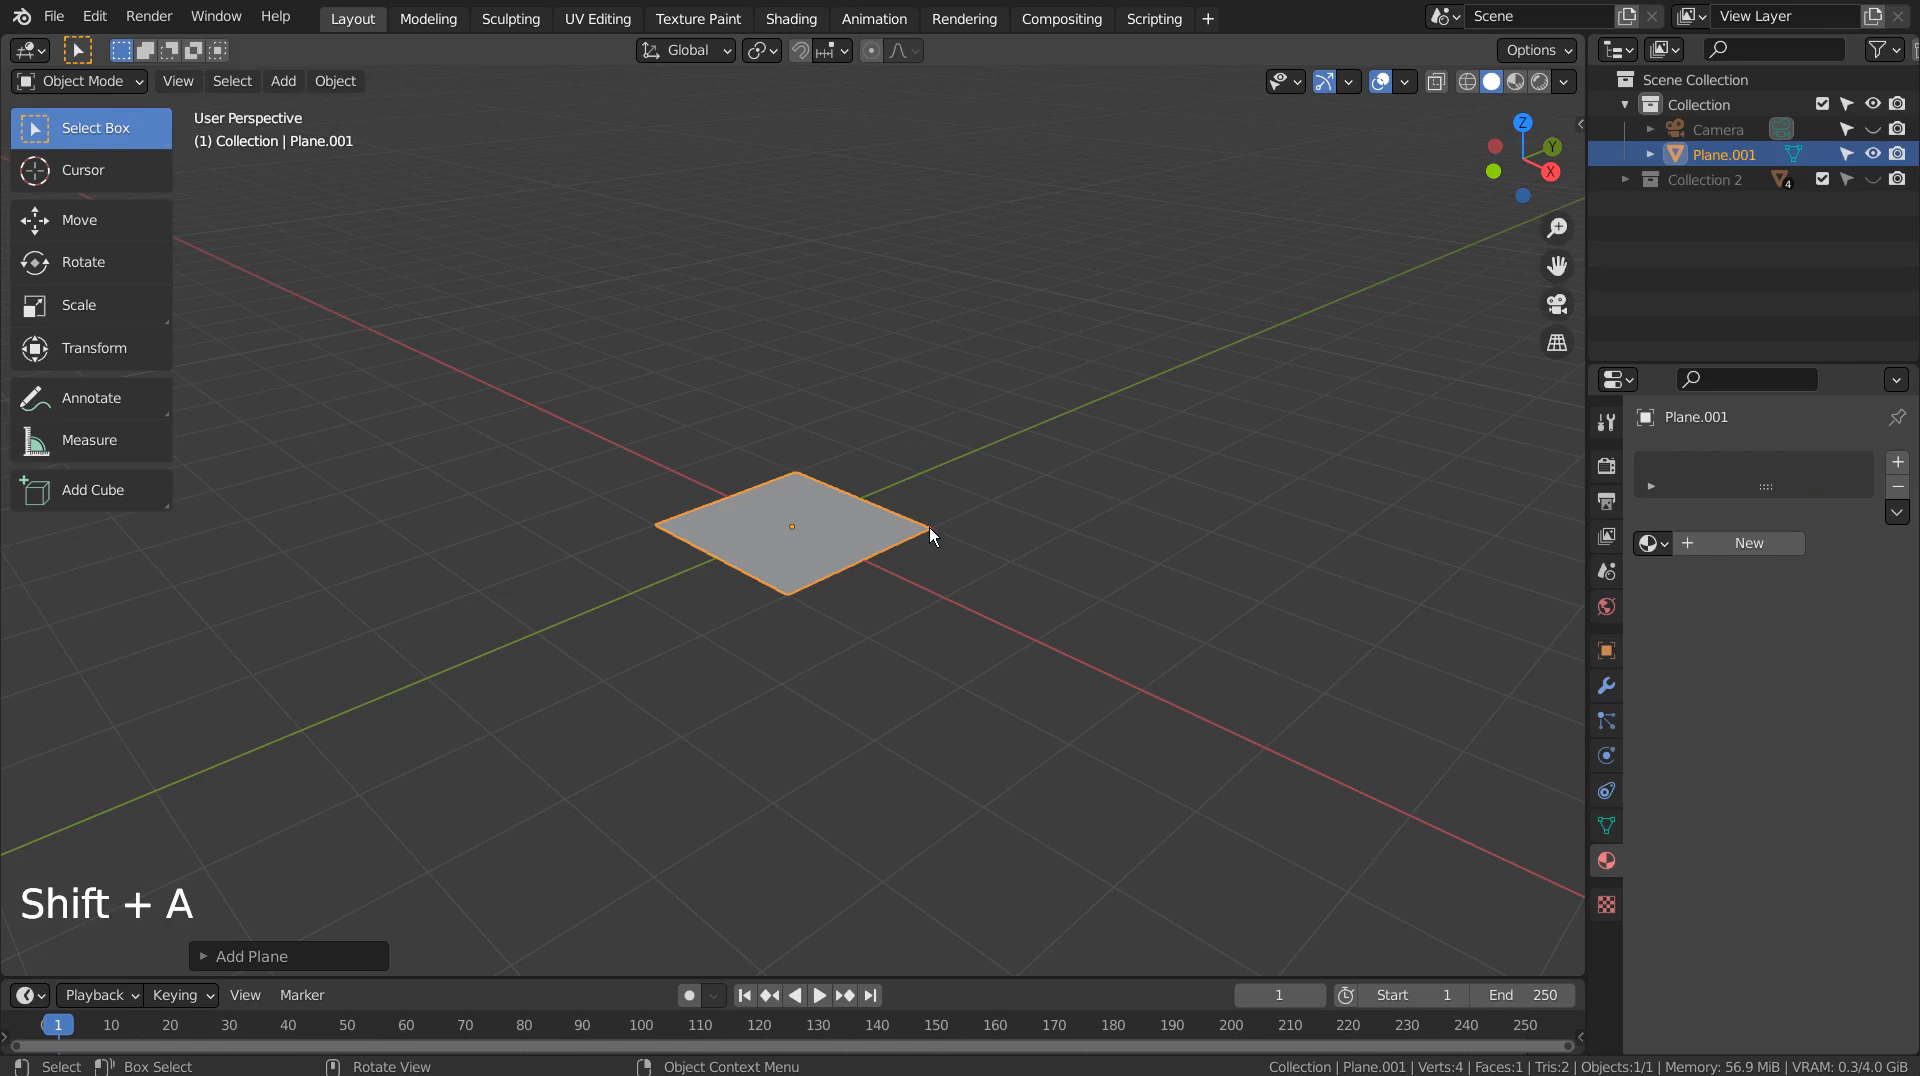 File Edit Render Window Help Layout Modeling Sculpting UV Editing Texture Paint Shading Animation Rendering Compositing Scripting + Scene View Layer
Global Options
Object Mode View Select Add Object
Scene Collection
Collection
Camera
Plane.001
Collection 2 4
User Perspective
(1) Collection | Plane.001
Z
Y
X
Select Box
Cursor
Move
Rotate
Scale
Transform
Annotate
Measure
Add Cube
Plane.001
New
Shift + A
Add Plane
Playback Keying View Marker 1 Start 1 End 250
1 10 20 30 40 50 60 70 80 90 100 110 120 130 140 150 160 170 180 190 200 210 220 230 240 250
Select Box Select Rotate View Object Context Menu Collection | Plane.001 | Verts:4 | Faces:1 | Tris:2 | Objects:1/1 | Memory: 56.9 MiB | VRAM: 0.3/4.0 GiB